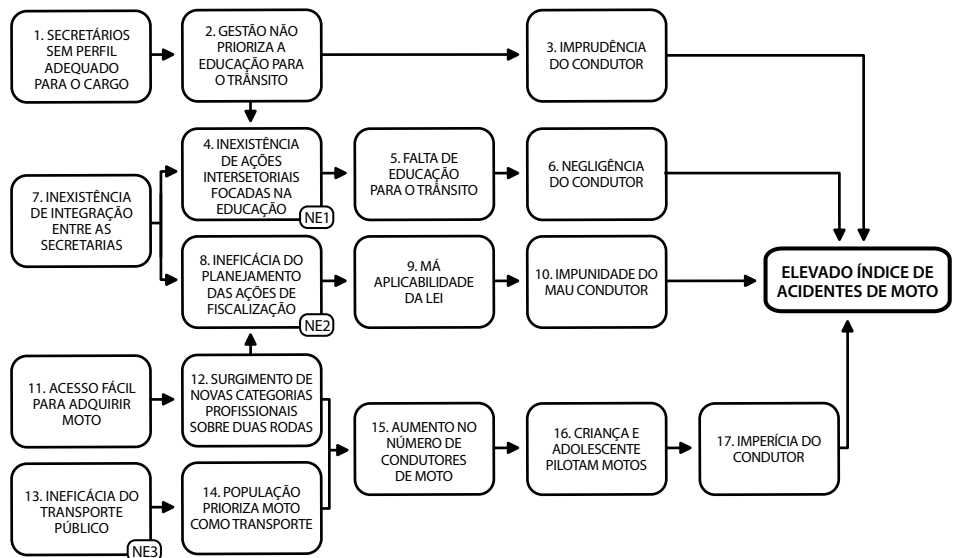 1. SECRETÁRIOS
SEM PERFIL
ADEQUADO
PARA O CARGO
2. GESTÃO NÃO
PRIORIZA A
EDUCAÇÃO PARA
O TRÂNSITO
3. IMPRUDÊNCIA
DO CONDUTOR
4. INEXISTÊNCIA
DE AÇÕES
INTERSETORIAIS
FOCADAS NA
EDUCAÇÃO
NE1
5. FALTA DE
EDUCAÇÃO
PARA O TRÂNSITO
6. NEGLIGÊNCIA
DO CONDUTOR
7. INEXISTÊNCIA
DE INTEGRAÇÃO
ENTRE AS
SECRETARIAS
8. INEFICÁCIA DO
PLANEJAMENTO
DAS AÇÕES DE
FISCALIZAÇÃO
NE2
9. MÁ
APLICABILIDADE
DA LEI
10. IMPUNIDADE DO
MAU CONDUTOR
ELEVADO ÍNDICE DE
ACIDENTES DE MOTO
11. ACESSO FÁCIL
PARA ADQUIRIR
MOTO
12. SURGIMENTO DE
NOVAS CATEGORIAS
PROFISSIONAIS
SOBRE DUAS RODAS
13. INEFICÁCIA DO
TRANSPORTE
PÚBLICO
NE3
14. POPULAÇÃO
PRIORIZA MOTO
COMO TRANSPORTE
15. AUMENTO NO
NÚMERO DE
CONDUTORES
DE MOTO
16. CRIANÇA E
ADOLESCENTE
PILOTAM MOTOS
17. IMPERÍCIA DO
CONDUTOR